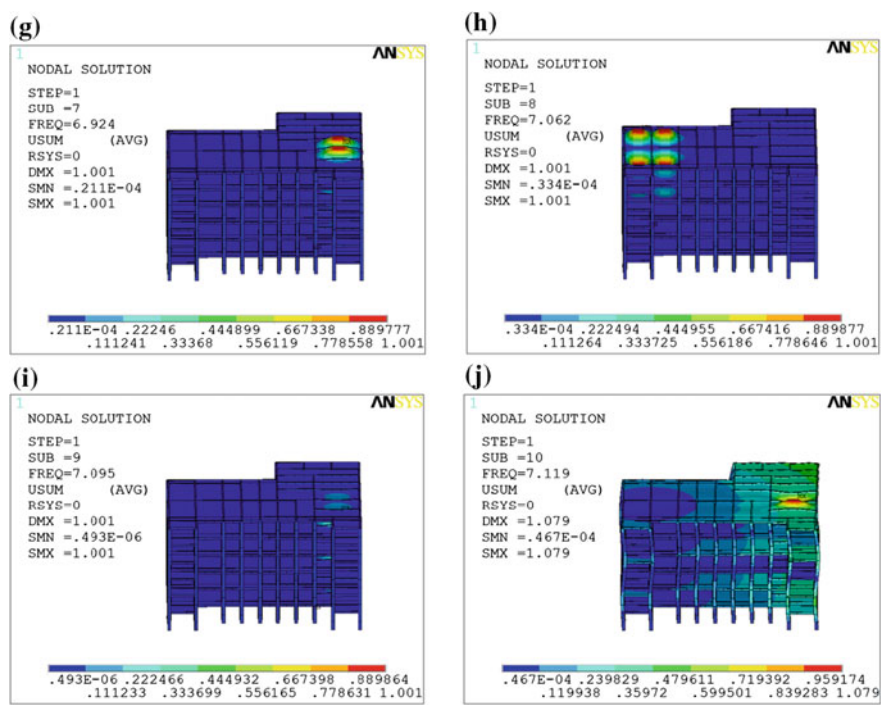 (g)
1
ANSYS
NODAL SOLUTION
STEP=1
SUB =7
FREQ=6.924
USUM (AVG)
RSYS=0
DMX =1.001
SMN =.211E-04
SMX =1.001
.211E-04 .222246 .444899 .667338 .889777
.111241 .33368 .556119 .778558 1.001
(h)
1
ANSYS
NODAL SOLUTION
STEP=1
SUB =8
FREQ=7.062
USUM (AVG)
RSYS=0
DMX =1.001
SMN =.334E-04
SMX =1.001
.334E-04 .222494 .444955 .667416 .889877
.111264 .333725 .556186 .778646 1.001
(i)
1
ANSYS
NODAL SOLUTION
STEP=1
SUB =9
FREQ=7.095
USUM (AVG)
RSYS=0
DMX =1.001
SMN =.493E-06
SMX =1.001
.493E-06 .222466 .444932 .667398 .889864
.111233 .333699 .556165 .778631 1.001
(j)
1
ANSYS
NODAL SOLUTION
STEP=1
SUB =10
FREQ=7.119
USUM (AVG)
RSYS=0
DMX =1.079
SMN =.467E-04
SMX =1.079
.467E-04 .239829 .479611 .719392 .959174
.119938 .35972 .599501 .839283 1.079